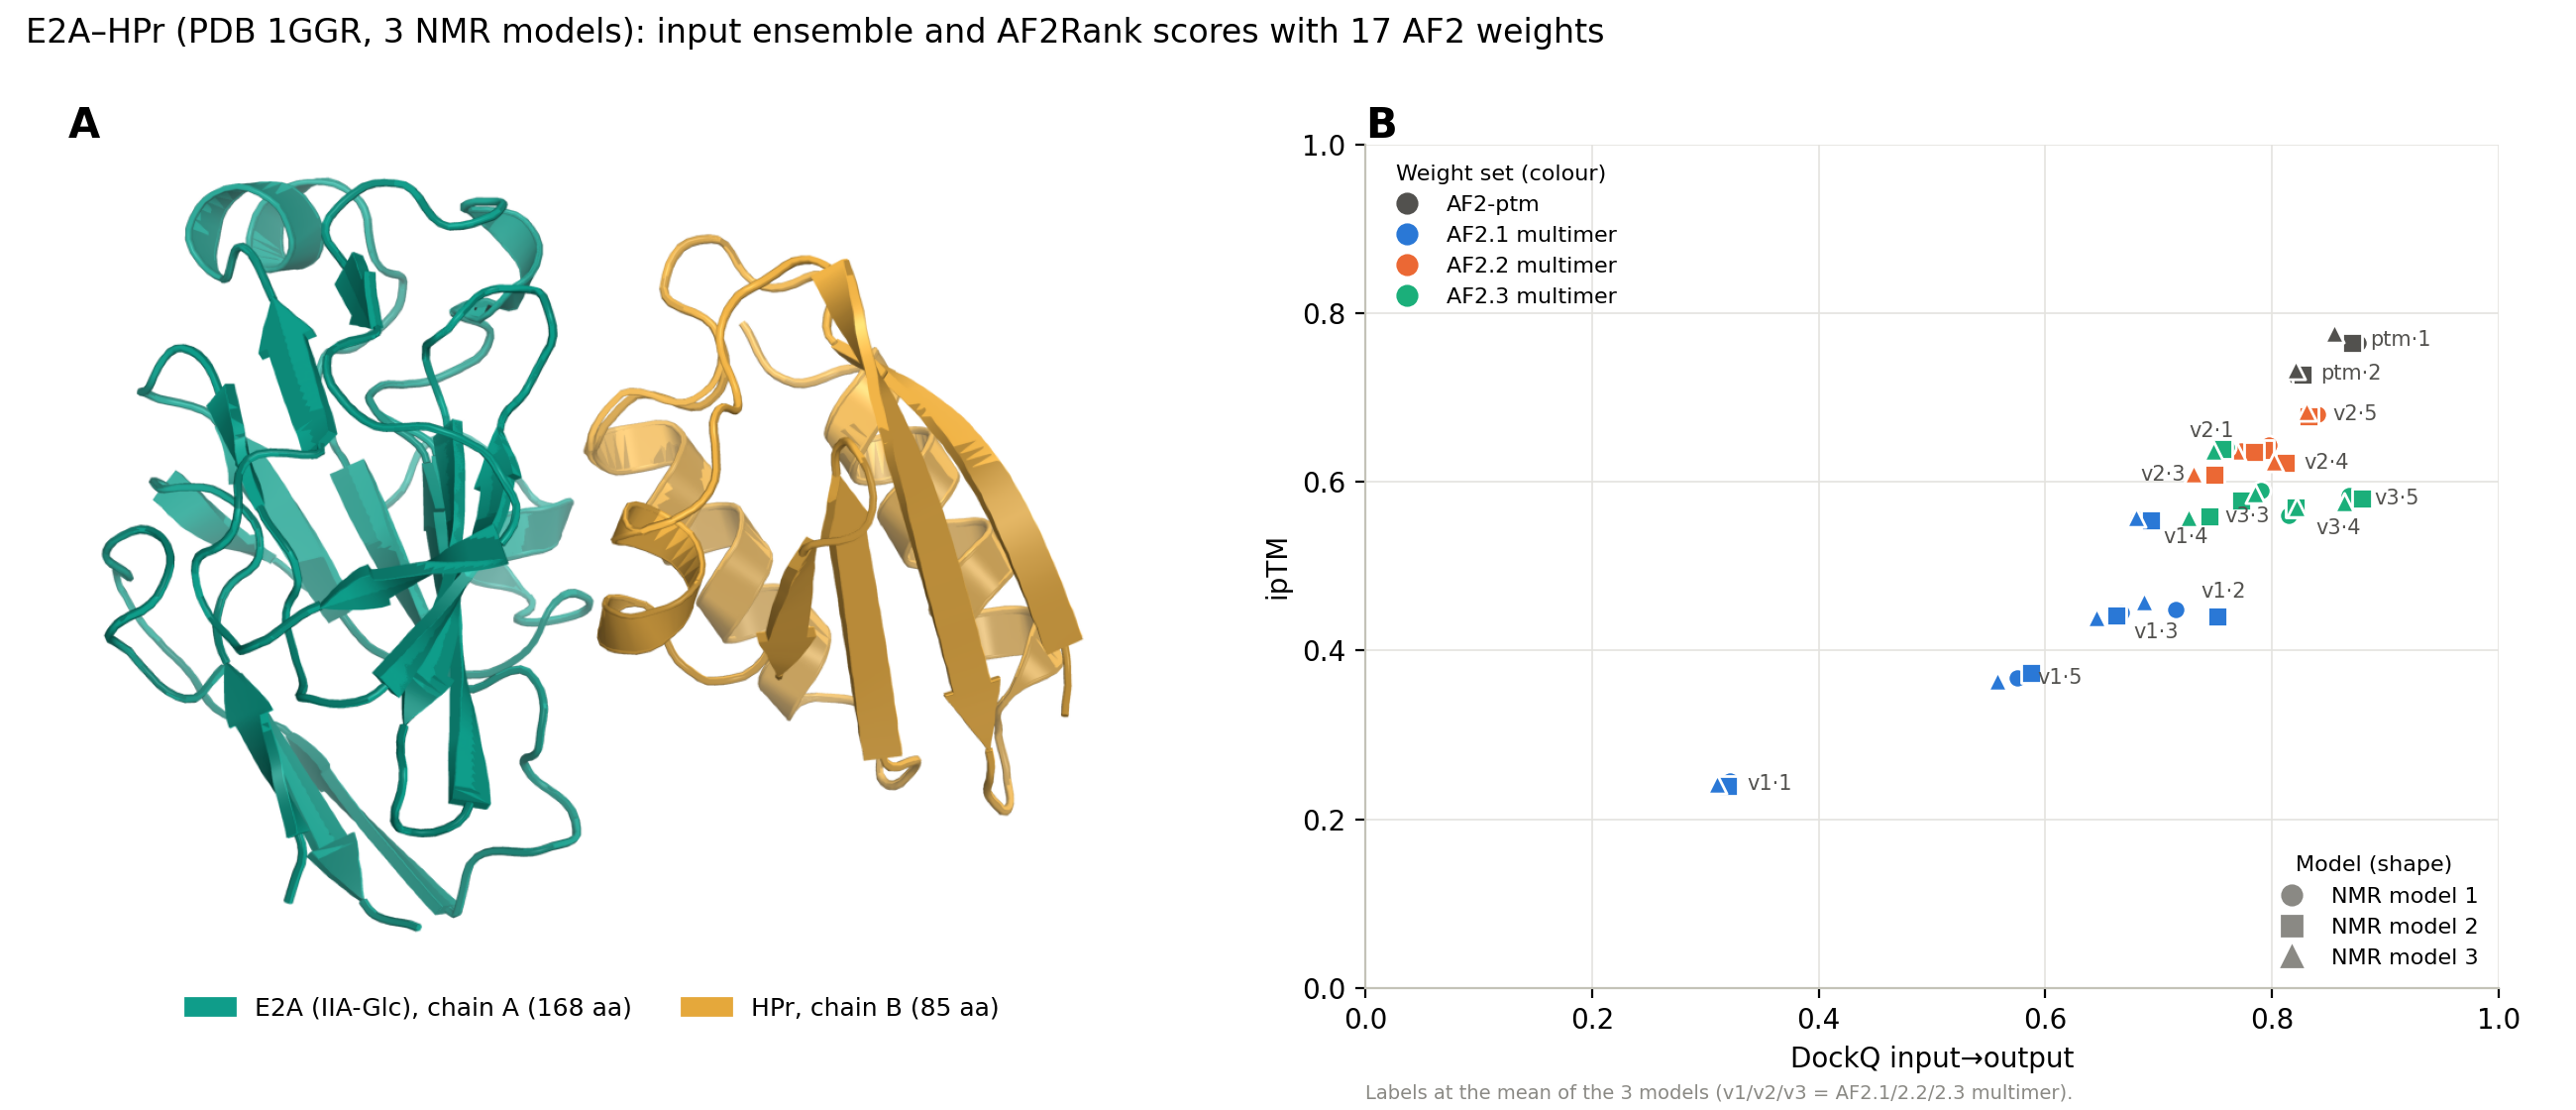 E2A–HPr (PDB 1GGR, 3 NMR models): input ensemble and AF2Rank scores with 17 AF2 weights
A
E2A (IIA-Glc), chain A (168 aa)
HPr, chain B (85 aa)
B
1.0
0.8
0.6
0.4
0.2
0.0
ipTM
Weight set (colour)
AF2-ptm
AF2.1 multimer
AF2.2 multimer
AF2.3 multimer
ptm·1
ptm·2
v2·5
v2·1
v2·4
v2·3
v3·5
v3·3
v3·4
v1·4
v1·2
v1·3
v1·5
v1·1
Model (shape)
NMR model 1
NMR model 2
NMR model 3
0.0
0.2
0.4
0.6
0.8
1.0
DockQ input→output
Labels at the mean of the 3 models (v1/v2/v3 = AF2.1/2.2/2.3 multimer).